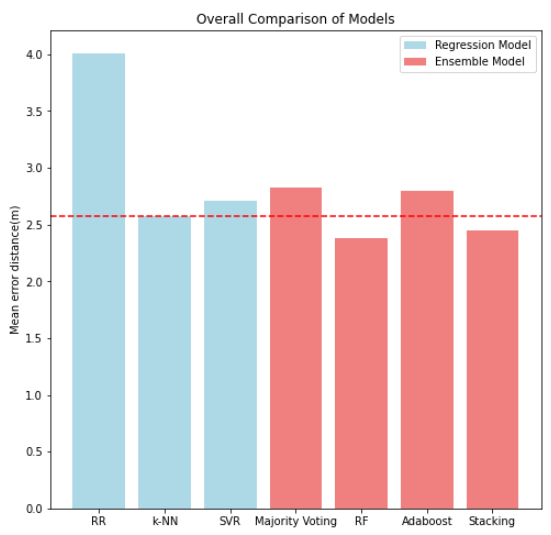 Overall Comparison of Models
Regression Model
Ensemble Model
Mean error distance(m)
4.0
3.5
3.0
2.5
2.0
1.5
1.0
0.5
0.0
RR k-NN SVR Majority Voting RF Adaboost Stacking